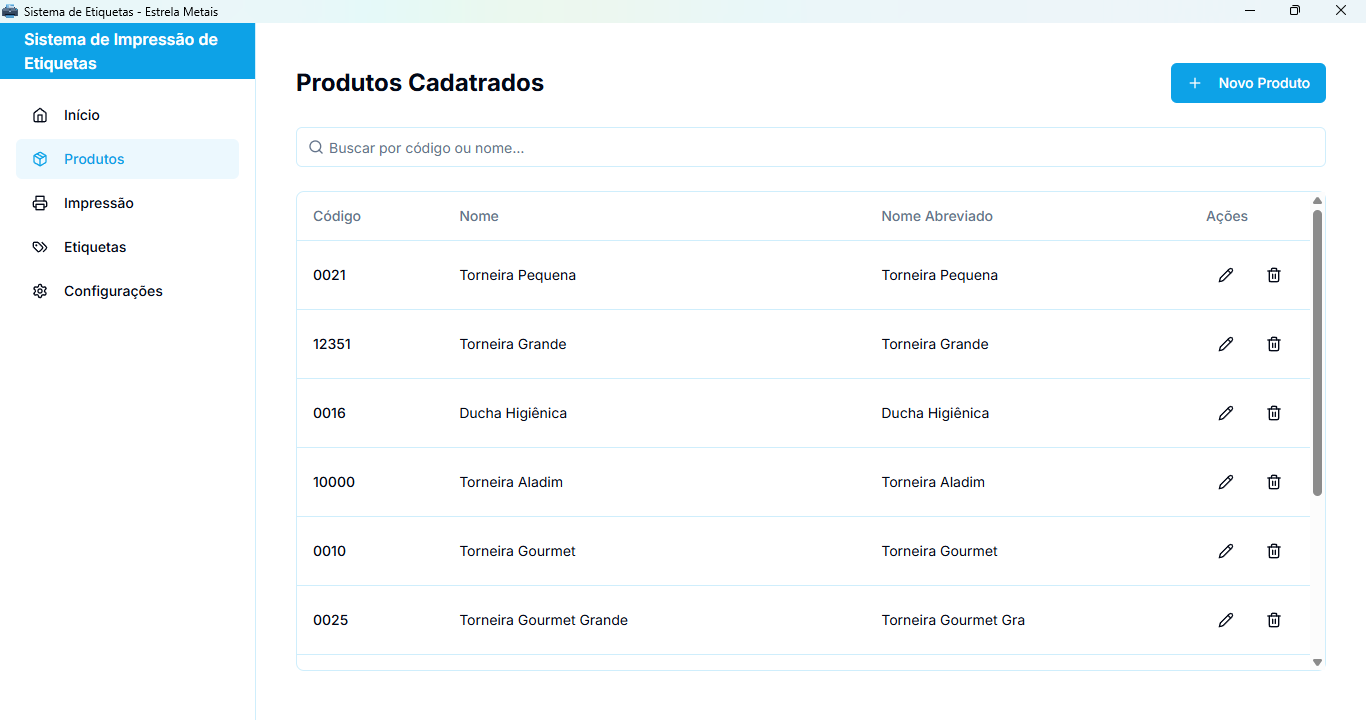 Sistema de Etiquetas - Estrela Metais
Sistema de Impressão de
Etiquetas
Início
Produtos
Impressão
Etiquetas
Configurações
Produtos Cadatrados
Novo Produto
Buscar por código ou nome...
Código Nome Nome Abreviado Ações
0021 Torneira Pequena Torneira Pequena
12351 Torneira Grande Torneira Grande
0016 Ducha Higiênica Ducha Higiênica
10000 Torneira Aladim Torneira Aladim
0010 Torneira Gourmet Torneira Gourmet
0025 Torneira Gourmet Grande Torneira Gourmet Gra